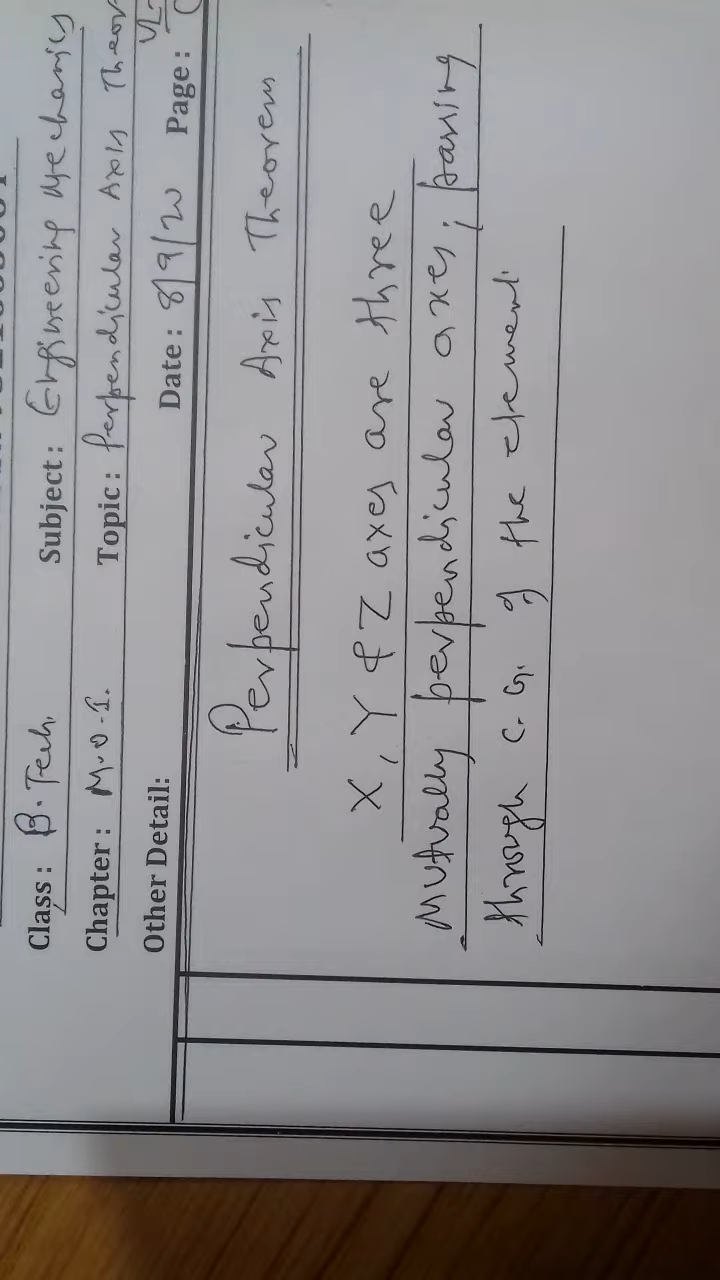 Class: B.Tech. Subject: Engineering Mechanics
Chapter: M.O.I. Topic: Perpendicular Axis Theor
Other Detail: Date: 8/9/20 Page:
Perpendicular Axis Theorem
X, Y & Z axes are three
Mutually perpendicular axes, passing
through C.G. of the element